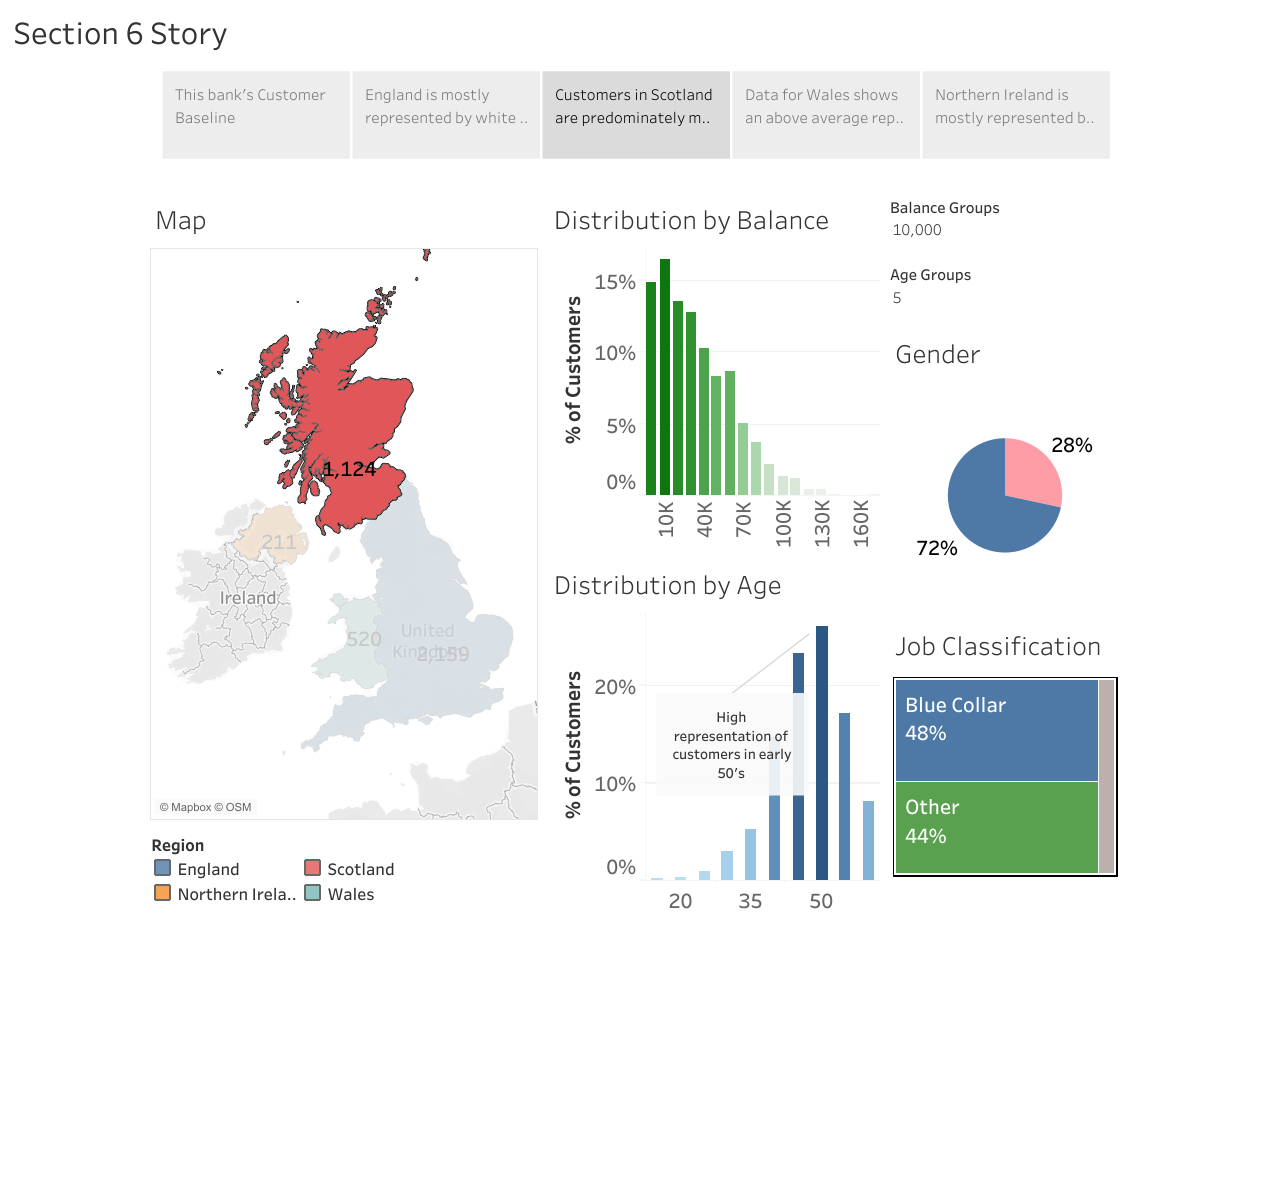 Section 6 Story
This bank's Customer
Baseline
England is mostly
represented by white ..
Customers in Scotland
are predominately m..
Data for Wales shows
an above average rep..
Northern Ireland is
mostly represented b..
Map
1,124
211
Ireland
520
United
Kingdom
2,159
© Mapbox © OSM
Region
England
Scotland
Northern Irela..
Wales
Distribution by Balance
% of Customers
15%
10%
5%
0%
10K
40K
70K
100K
130K
160K
Distribution by Age
% of Customers
20%
10%
0%
High
representation of
customers in early
50's
20
35
50
Balance Groups
10,000
Age Groups
5
Gender
28%
72%
Job Classification
Blue Collar
48%
Other
44%